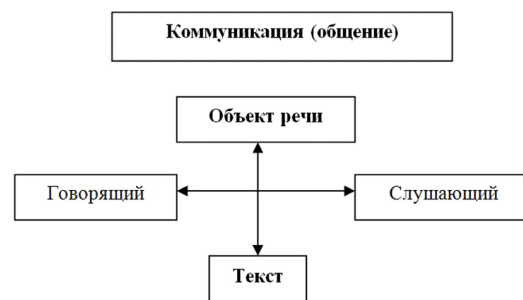 Коммуникация (общение)
Объект речи
Говорящий
Слушающий
Текст